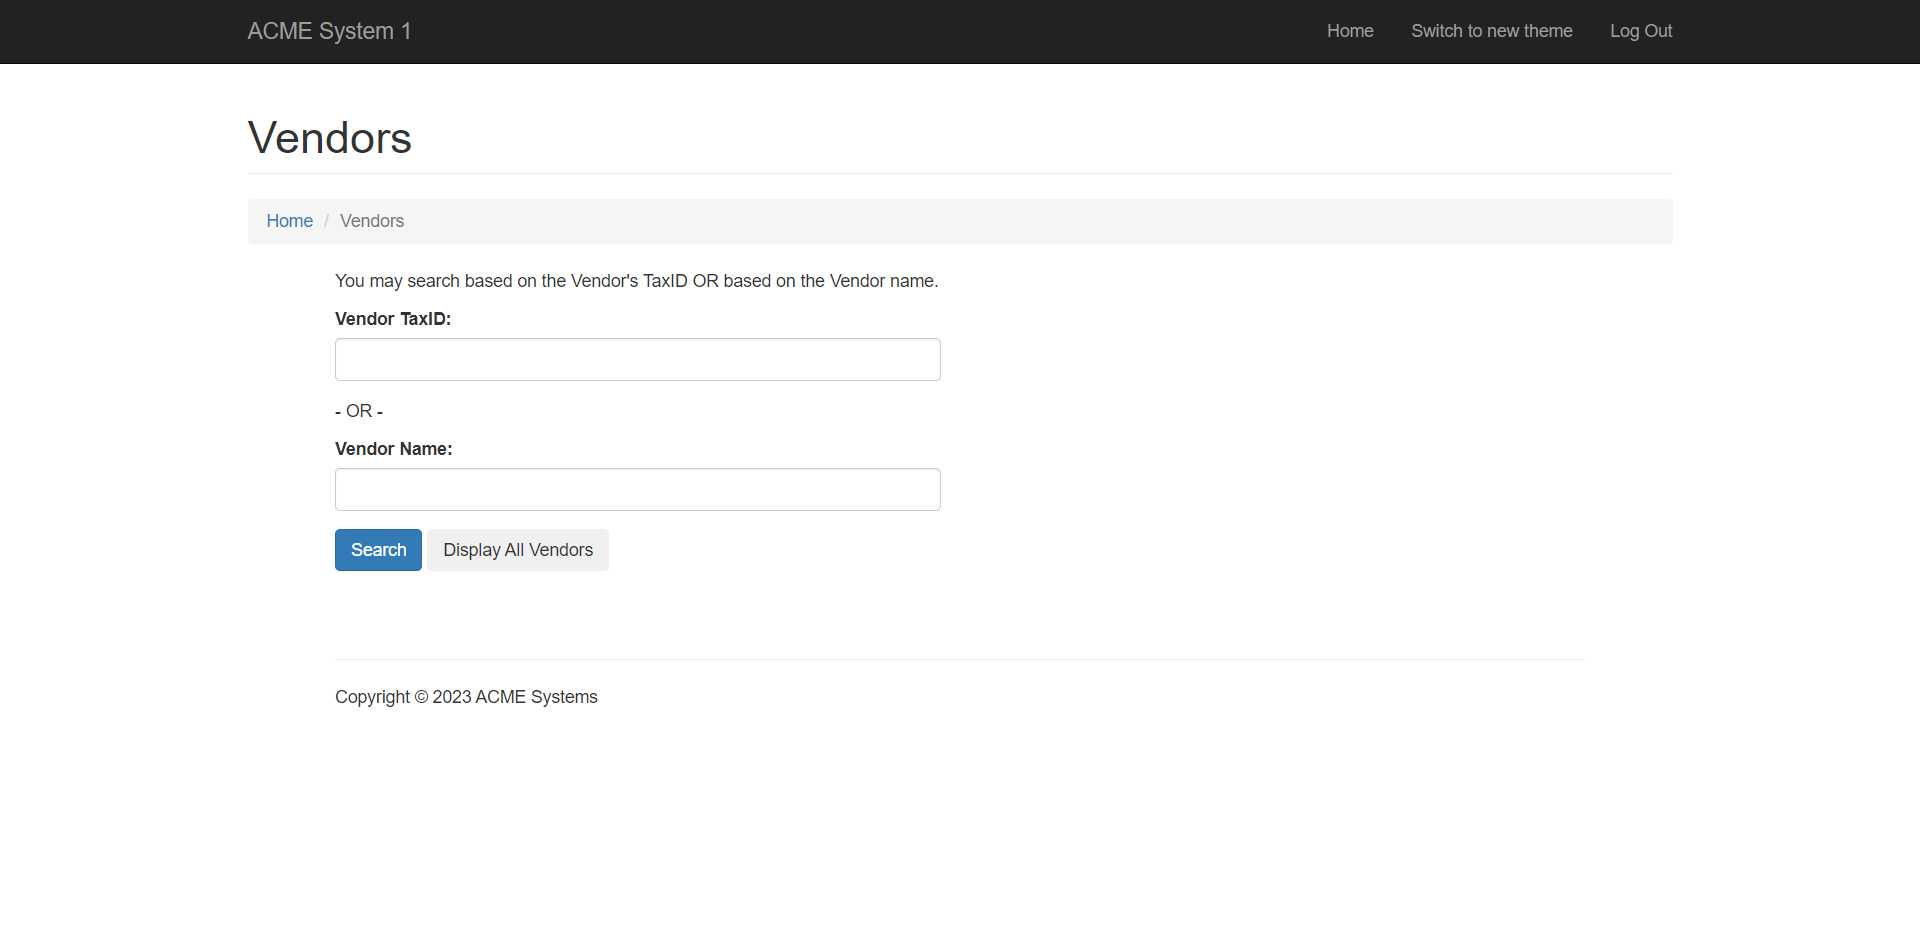 ACME System 1
Home Switch to new theme Log Out
Vendors
Home / Vendors
You may search based on the Vendor's TaxID OR based on the Vendor name.
Vendor TaxID:
- OR -
Vendor Name:
Search Display All Vendors
Copyright © 2023 ACME Systems